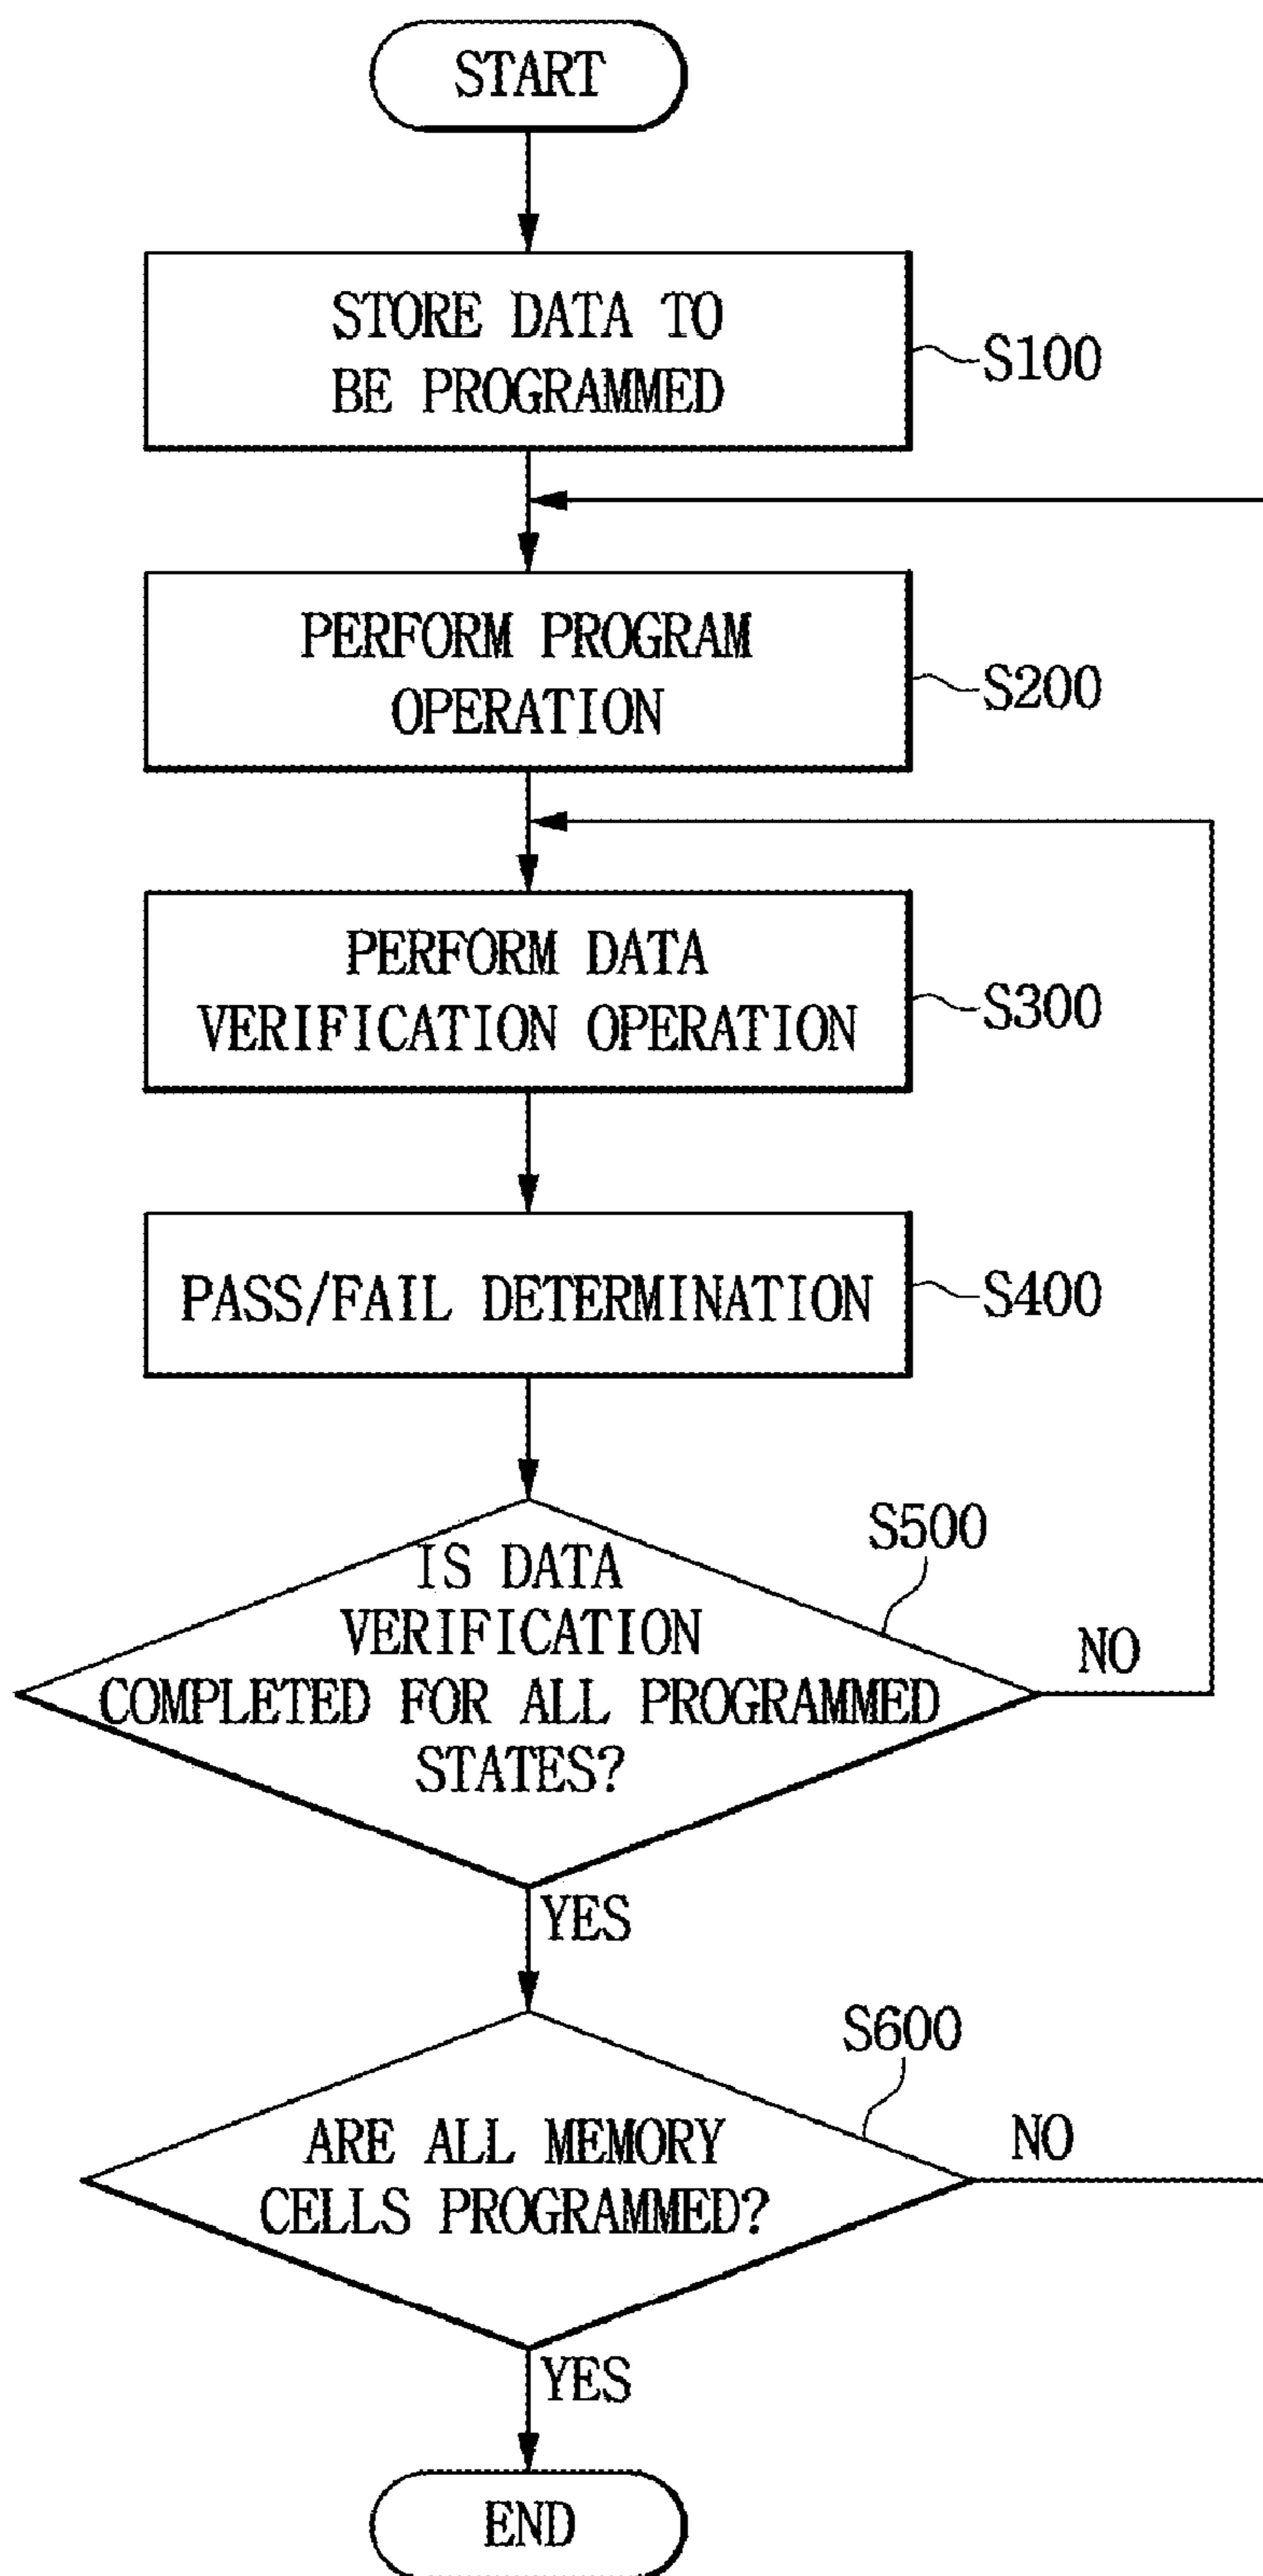 START
STORE DATA TO
BE PROGRAMMED
S100
PERFORM PROGRAM
OPERATION
S200
PERFORM DATA
VERIFICATION OPERATION
S300
PASS/FAIL DETERMINATION
S400
S500
IS DATA
VERIFICATION
COMPLETED FOR ALL PROGRAMMED
STATES?
NO
YES
S600
ARE ALL MEMORY
CELLS PROGRAMMED?
NO
YES
END